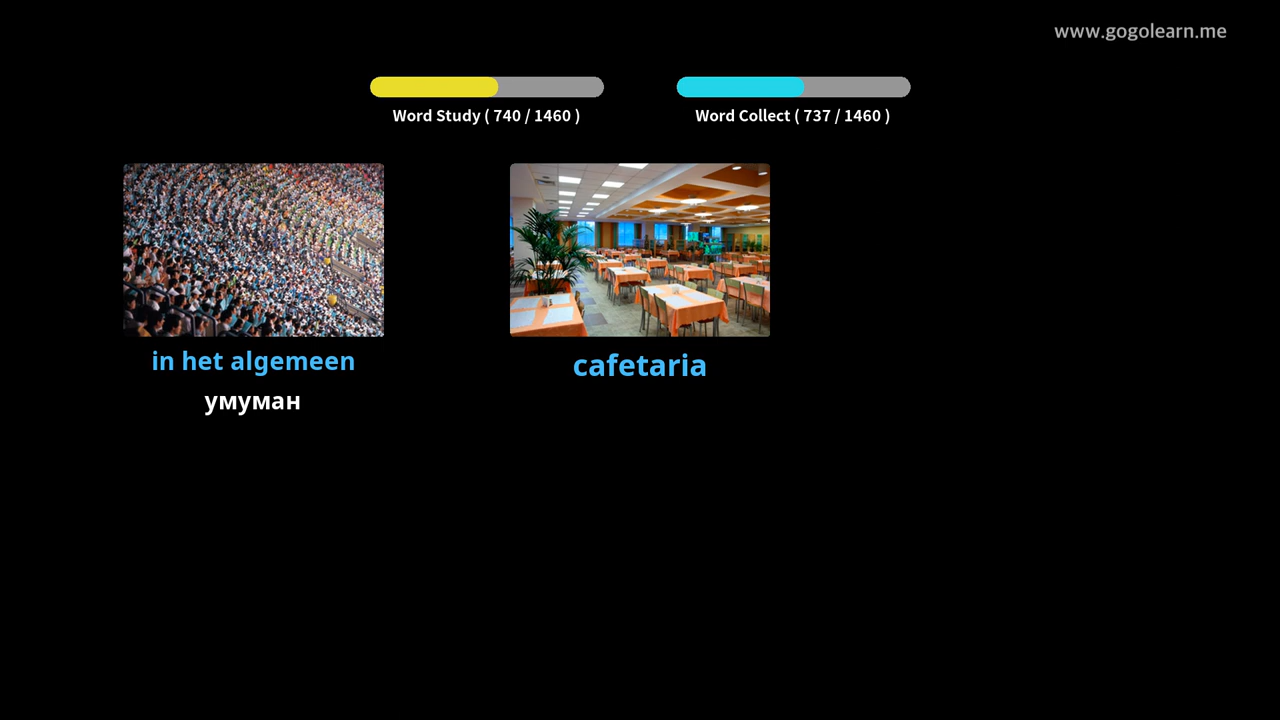 www.gogolearn.me
Word Study ( 740 / 1460 )
Word Collect ( 737 / 1460 )
in het algemeen
умуман
cafetaria